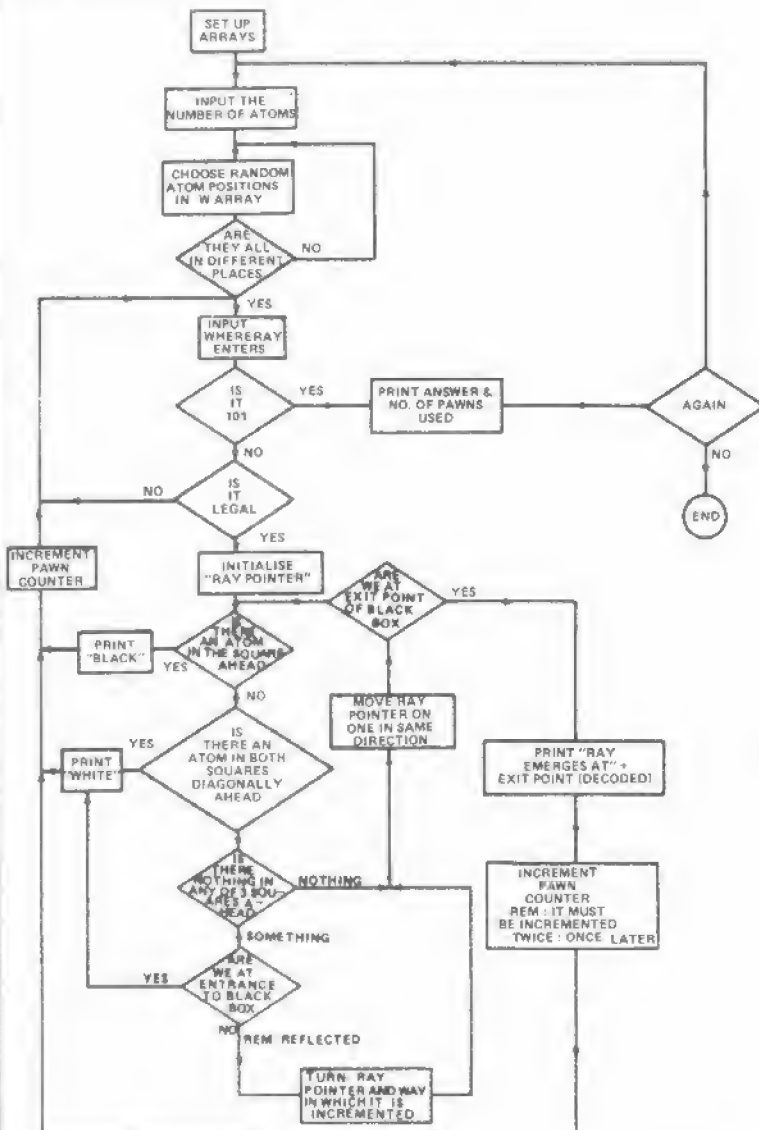 SET UP
ARRAYS
INPUT THE
NUMBER OF ATOMS
CHOOSE RANDOM
ATOM POSITIONS
IN W ARRAY
ARE
THEY ALL
IN DIFFERENT
PLACES
NO
YES
INPUT
WHERERAY
ENTERS
IS
IT
101
YES
PRINT ANSWER &
NO. OF PAWNS
USED
AGAIN
NO
NO
END
IS
IT
LEGAL
NO
YES
INCREMENT
PAWN
COUNTER
INITIALISE
"RAY POINTER"
ARE
WE AT
EXIT POINT
OF BLACK
BOX
YES
IS
THERE
AN ATOM
IN THE SQUARE
AHEAD
YES
PRINT
"BLACK"
NO
MOVE RAY
POINTER ON
ONE IN SAME
DIRECTION
IS
THERE AN
ATOM IN BOTH
SQUARES
DIAGONALLY
AHEAD
YES
PRINT
"WHITE"
PRINT "RAY
EMERGES AT" +
EXIT POINT (DECODED)
IS
THERE
NOTHING IN
ANY OF 3 SQU-
ARES A-
HEAD
NOTHING
SOMETHING
INCREMENT
PAWN
COUNTER
REM : IT MUST
BE INCREMENTED
TWICE : ONCE LATER
ARE
WE AT
ENTRANCE
TO BLACK
BOX
YES
NO
REM REFLECTED
TURN RAY
POINTER AND WAY
IN WHICH IT IS
INCREMENTED